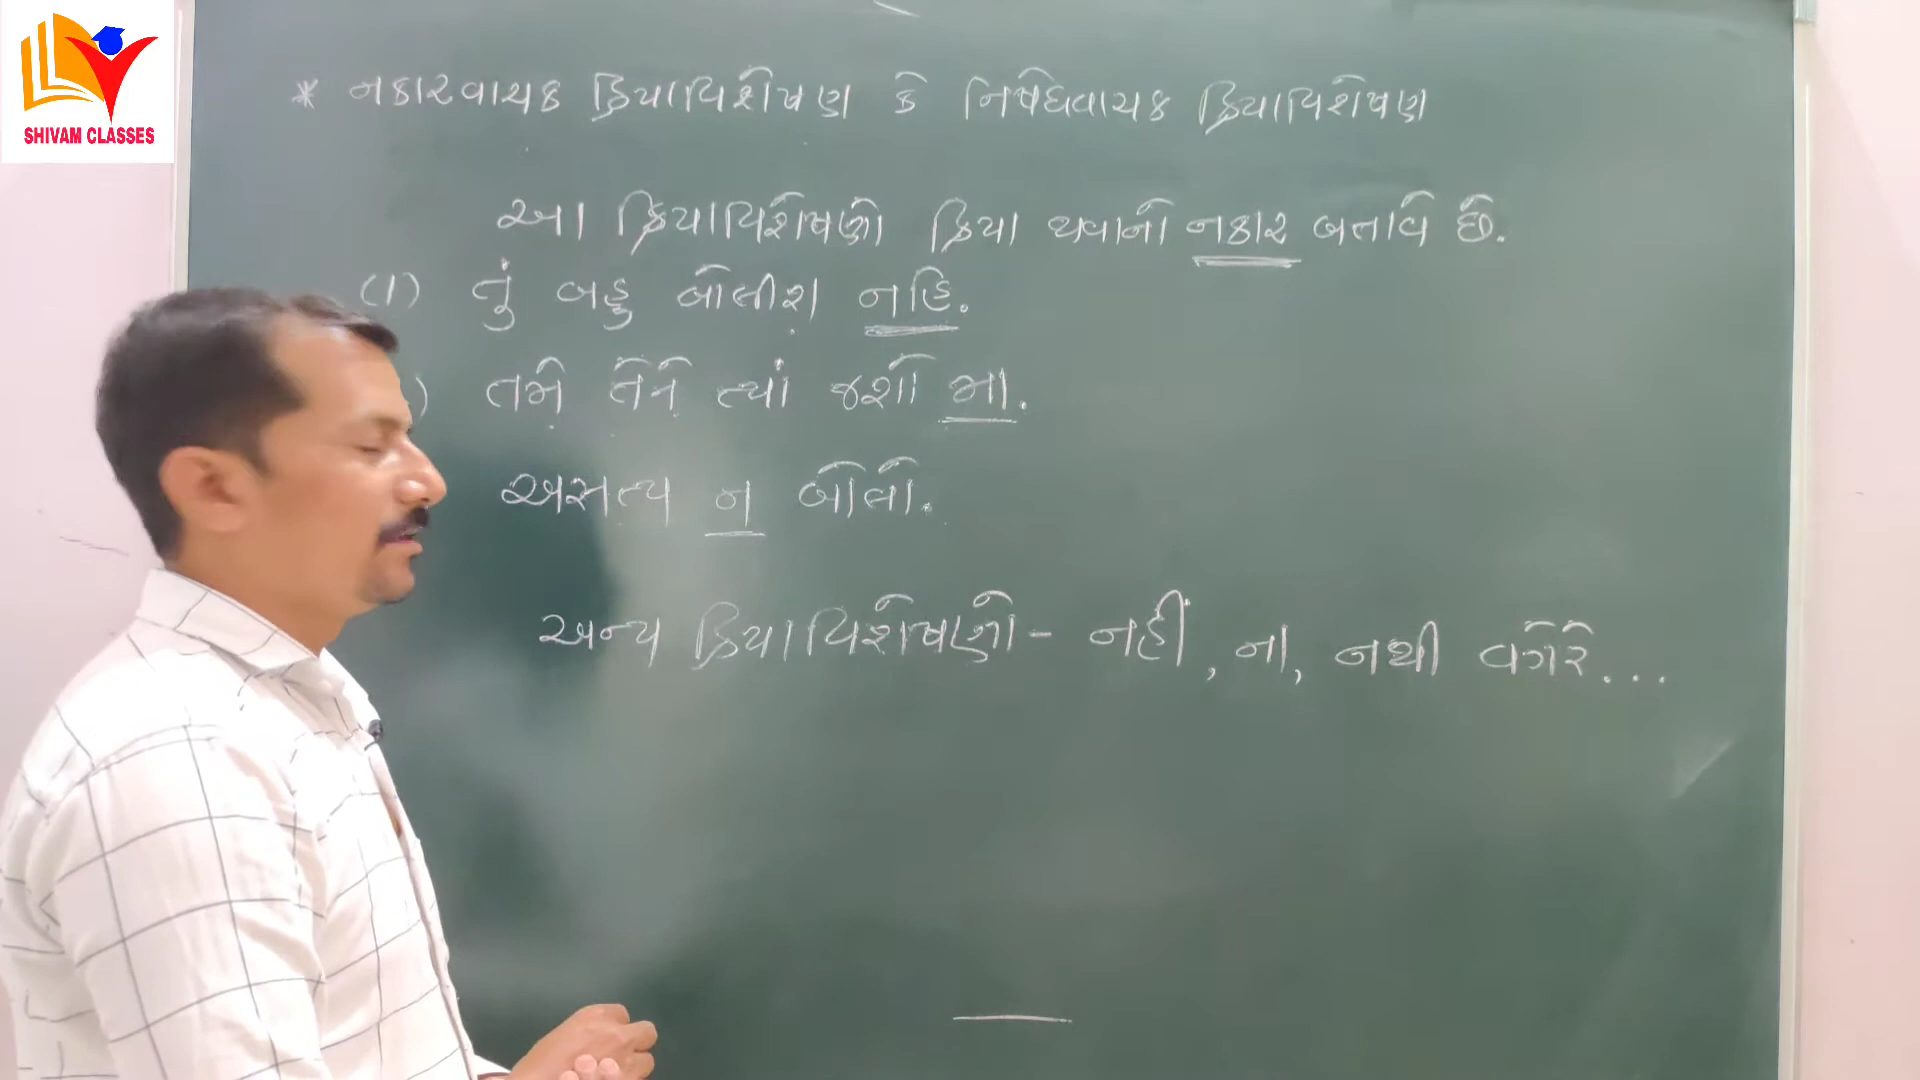 SHIVAM CLASSES
* નકારવાચક ક્રિયાવિશેષણ કે નિષેધવાચક ક્રિયાવિશેષણ
આ ક્રિયાવિશેષણો ક્રિયા થવાનો નકાર બતાવે છે.
(1) તું બહુ બોલીશ નહિ.
) તમે તેને ત્યાં જશો મા.
અસત્ય ન બોલો.
અન્ય ક્રિયાવિશેષણો - નહીં, ના, નથી વગેરે...